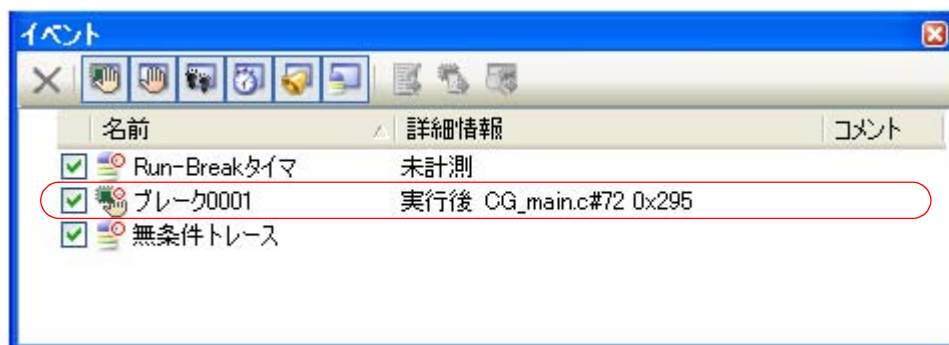 イベント
名前 詳細情報 コメント
Run-Breakタイマ 未計測
ブレーク0001 実行後 CG_main.c#72 0x295
無条件トレース